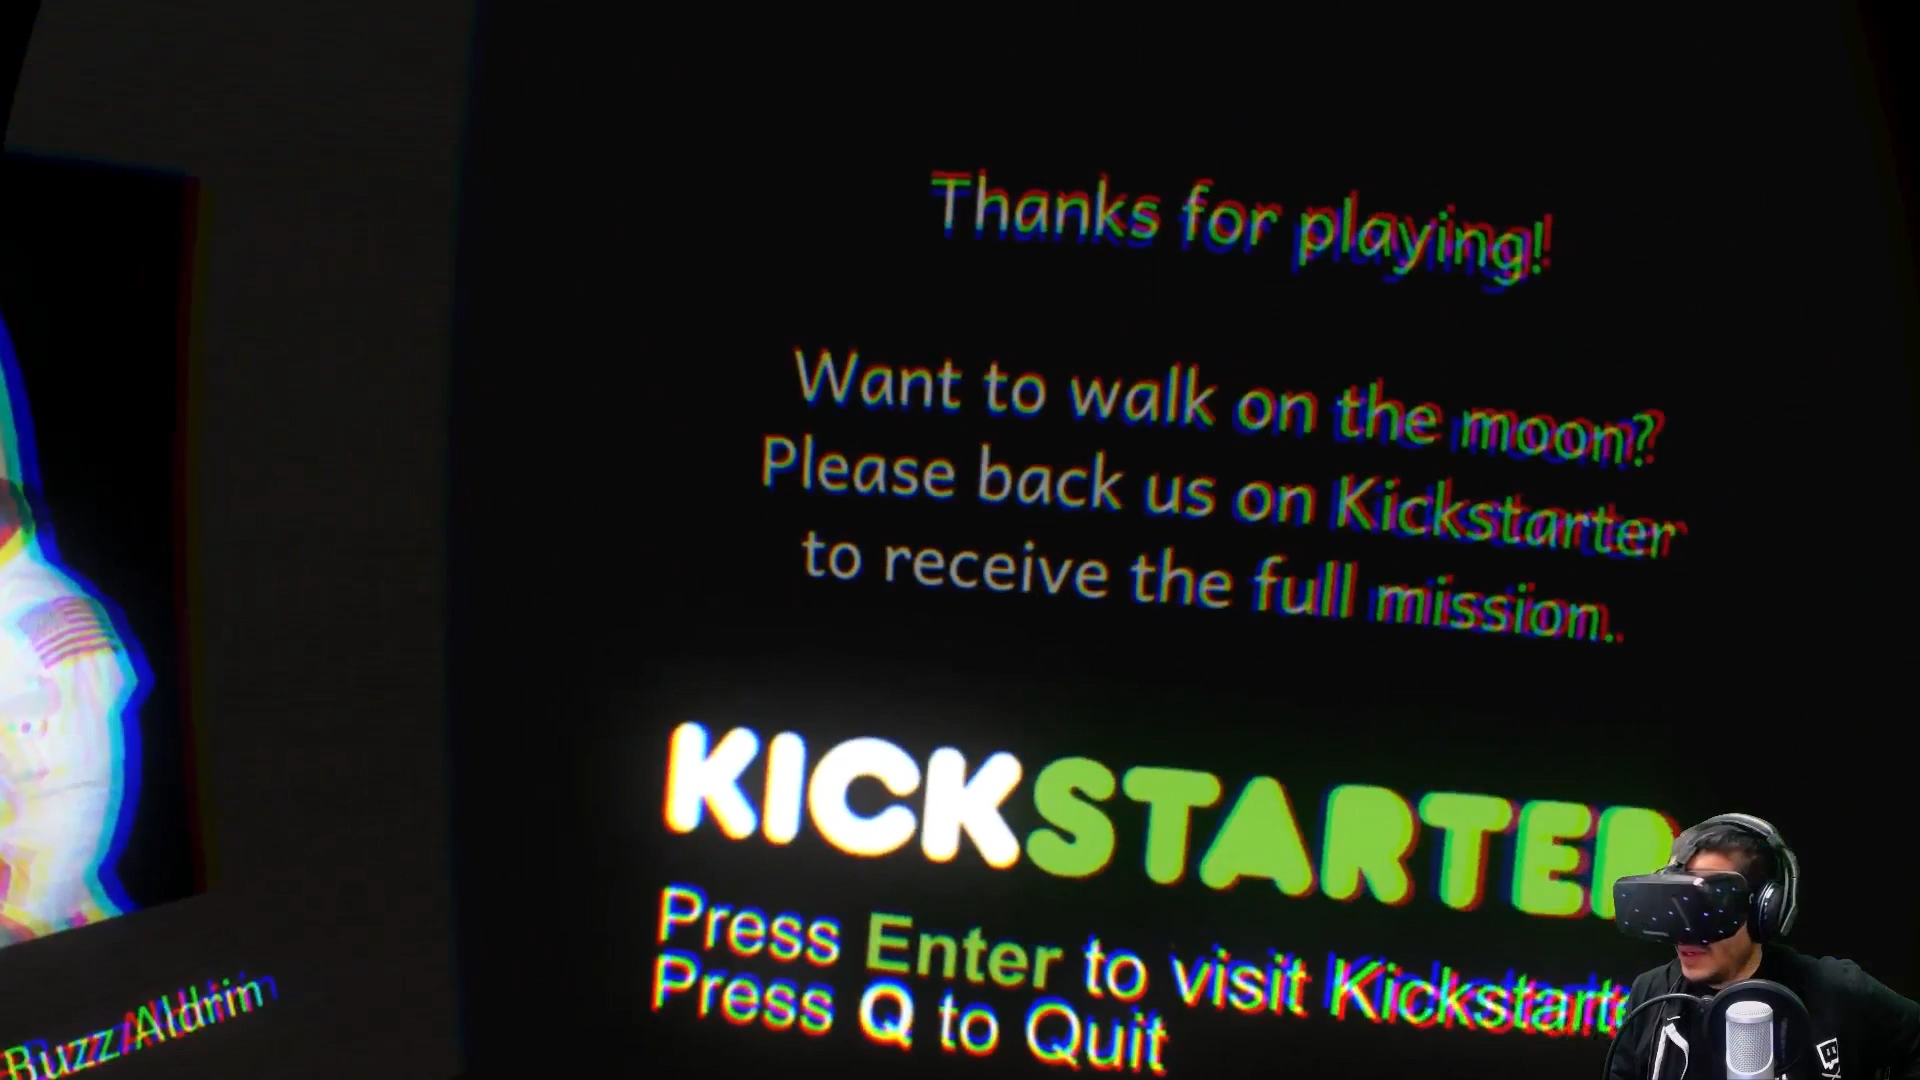 Thanks for playing!
Want to walk on the moon?
Please back us on Kickstarter
to receive the full mission.
KICKSTARTER
Press Enter to visit Kickstarte
Press Q to Quit
Buzz Aldrin